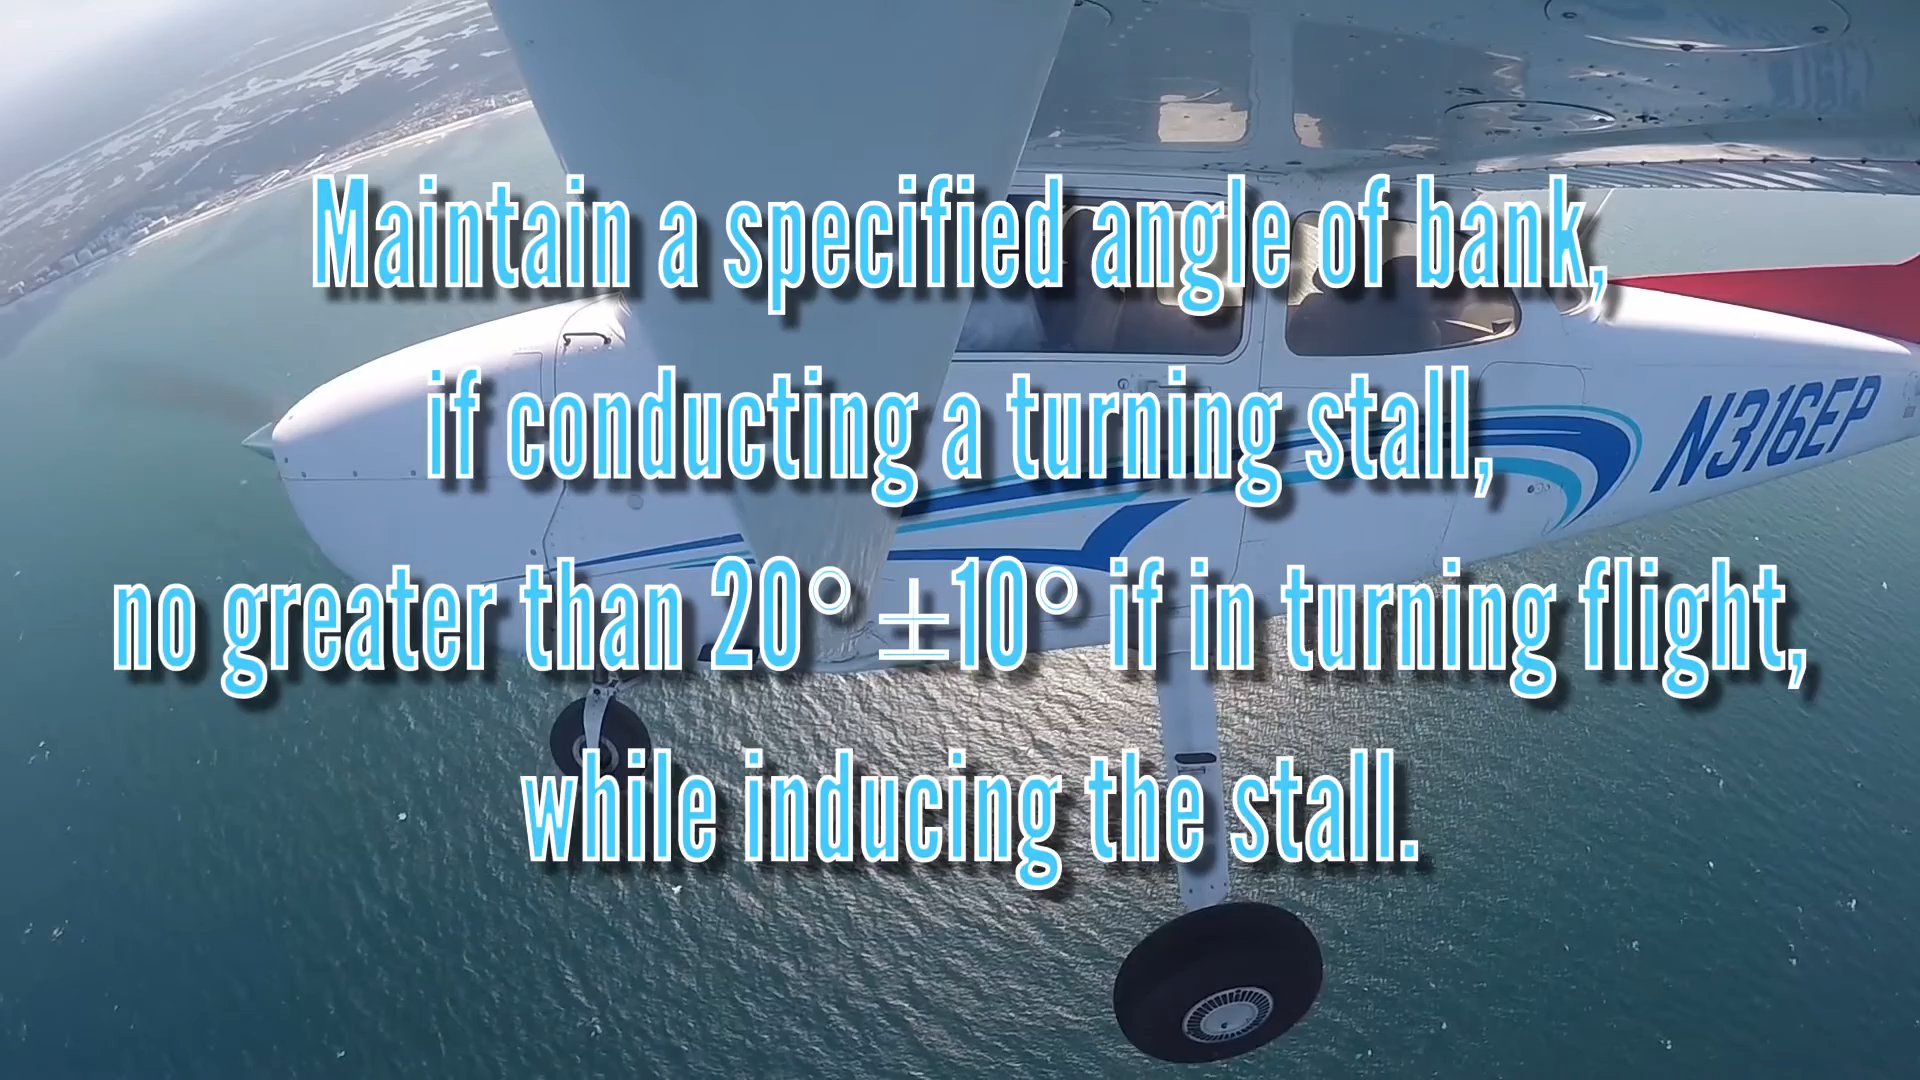 Maintain a specified angle of bank,
if conducting a turning stall,
N316EP
no greater than 20° ±10° if in turning flight,
while inducing the stall.